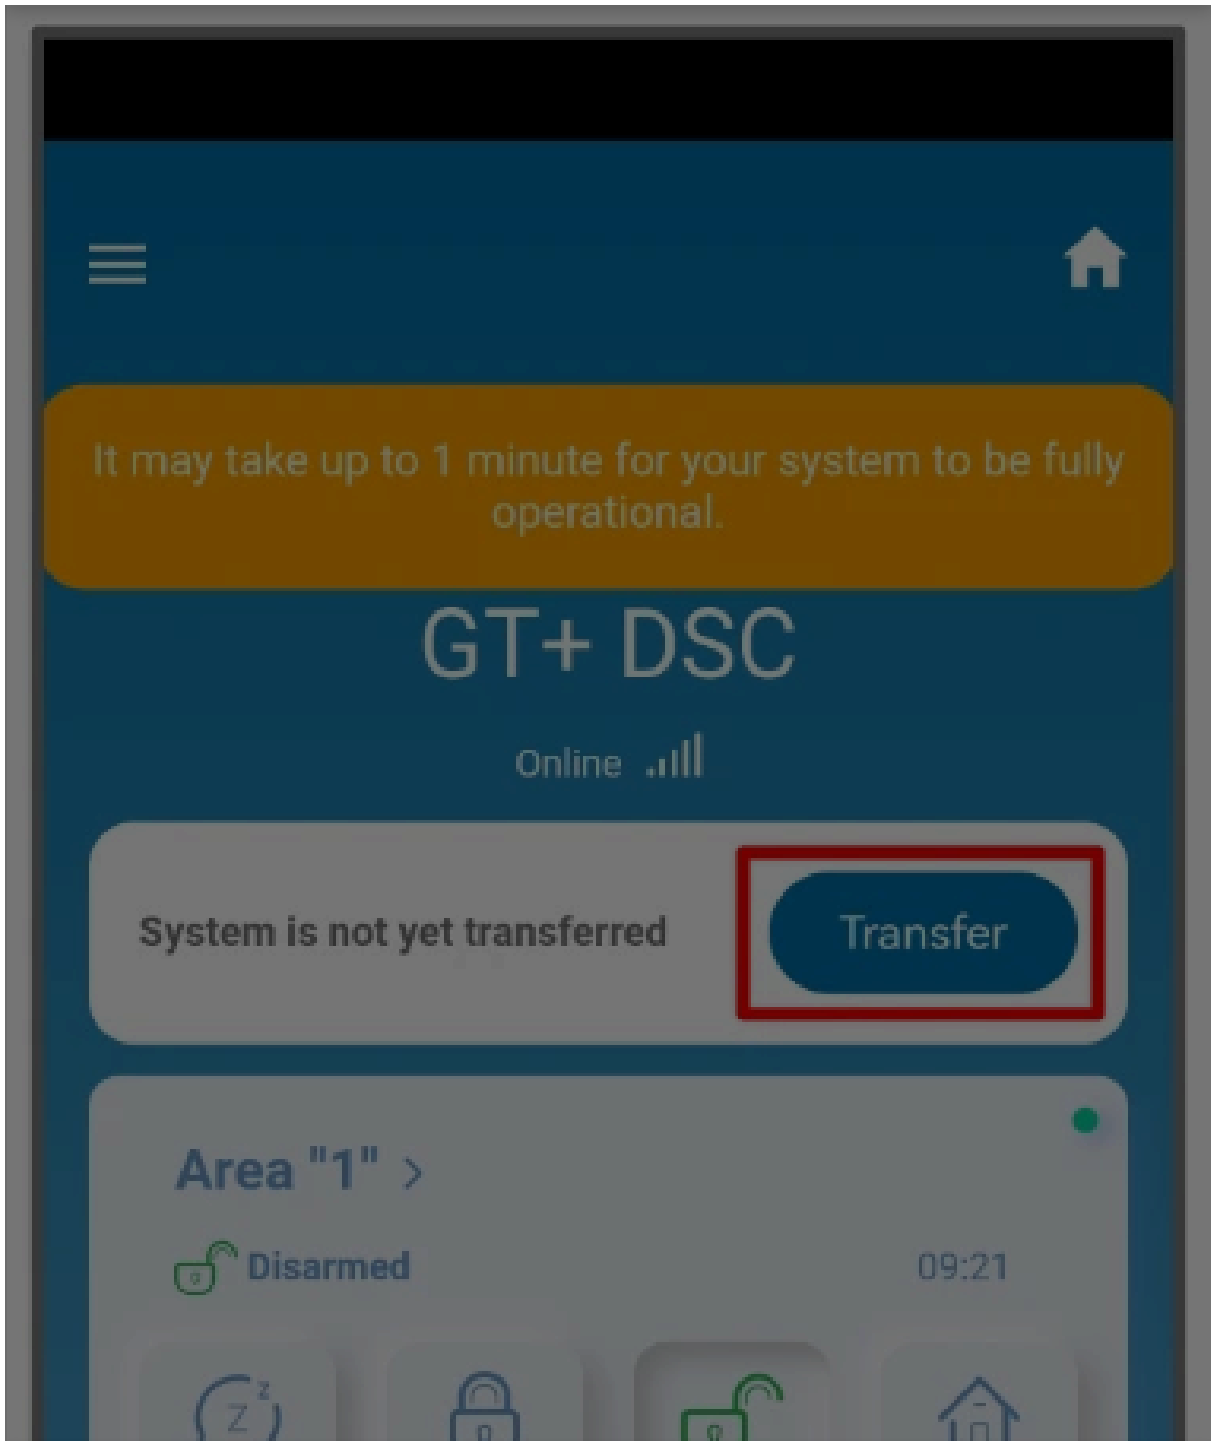 It may take up to 1 minute for your system to be fully
operational.
GT+ DSC
Online
System is not yet transferred
Transfer
Area "1" >
Disarmed
09:21